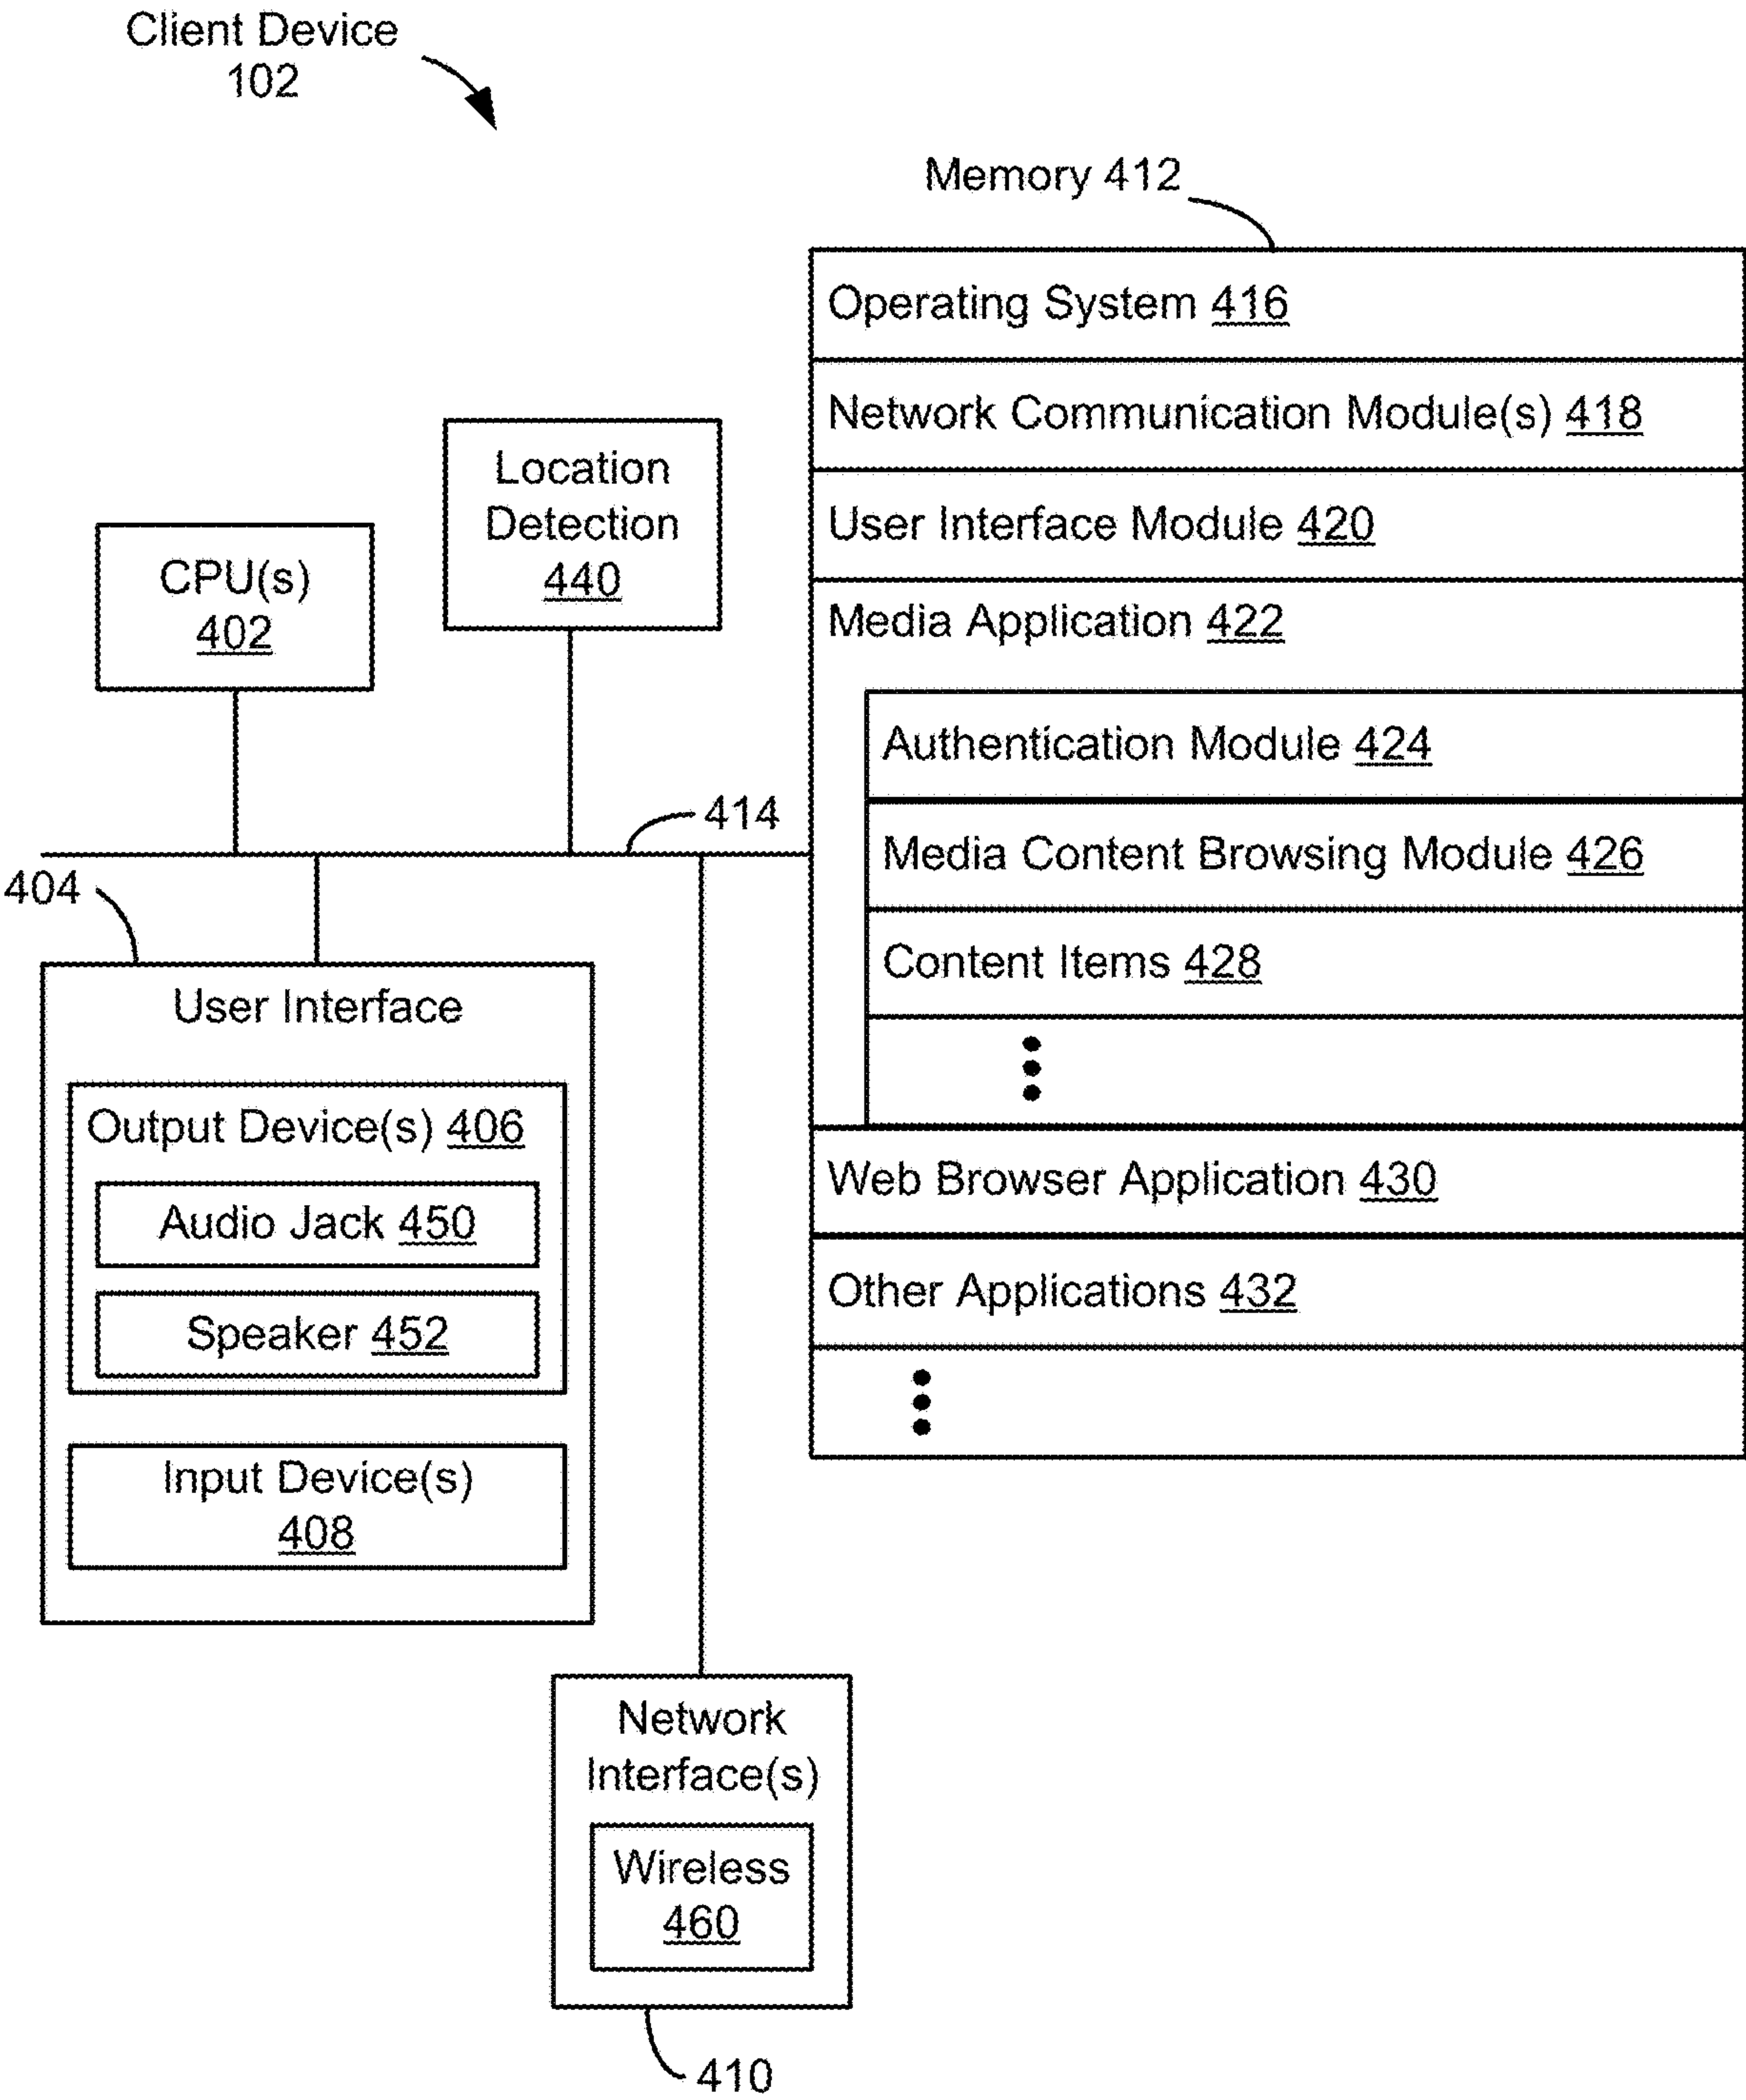 Client Device
102
Memory 412
Operating System 416
Network Communication Module(s) 418
User Interface Module 420
Media Application 422
Authentication Module 424
Media Content Browsing Module 426
Content Items 428
Web Browser Application 430
Other Applications 432
Location
Detection
440
CPU(s)
402
414
404
User Interface
Output Device(s) 406
Audio Jack 450
Speaker 452
Input Device(s)
408
Network
Interface(s)
Wireless
460
410